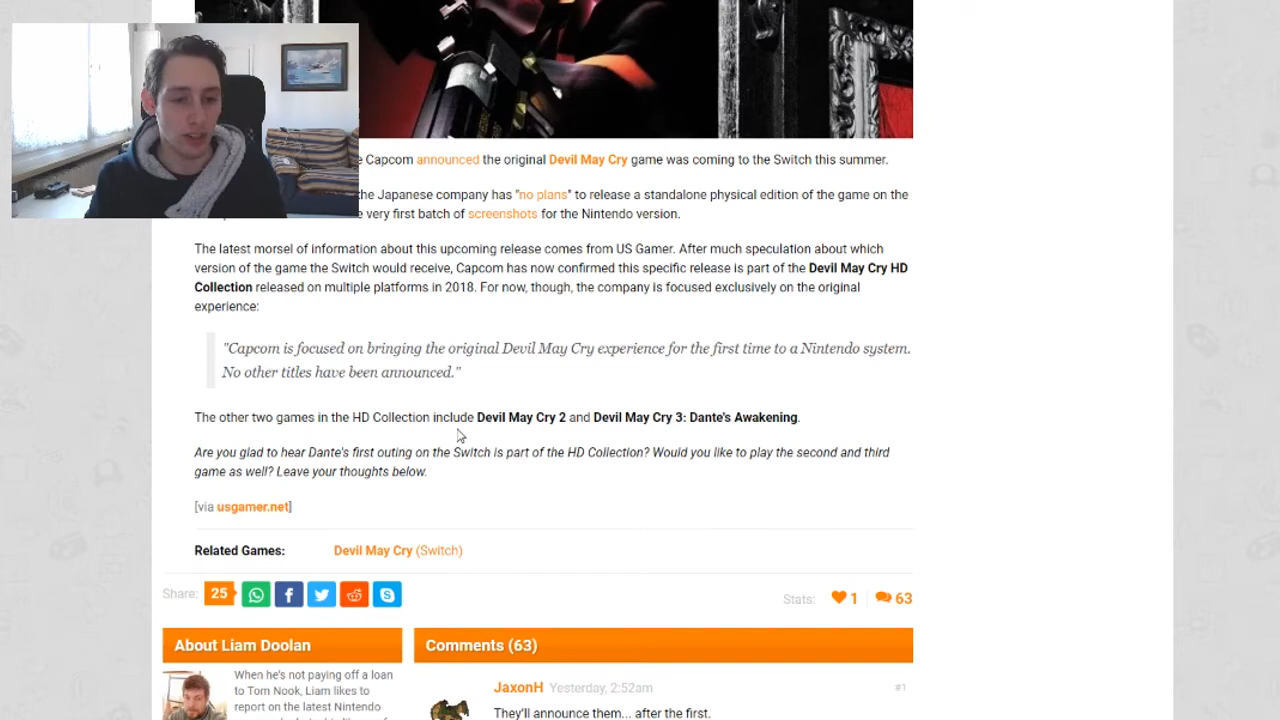 e Capcom announced the original Devil May Cry game was coming to the Switch this summer.
the Japanese company has "no plans" to release a standalone physical edition of the game on the
e very first batch of screenshots for the Nintendo version.
The latest morsel of information about this upcoming release comes from US Gamer. After much speculation about which
version of the game the Switch would receive, Capcom has now confirmed this specific release is part of the Devil May Cry HD
Collection released on multiple platforms in 2018. For now, though, the company is focused exclusively on the original
experience:
"Capcom is focused on bringing the original Devil May Cry experience for the first time to a Nintendo system.
No other titles have been announced."
The other two games in the HD Collection include Devil May Cry 2 and Devil May Cry 3: Dante's Awakening.
Are you glad to hear Dante's first outing on the Switch is part of the HD Collection? Would you like to play the second and third
game as well? Leave your thoughts below.
[via usgamer.net]
Related Games: Devil May Cry (Switch)
Share: 25
Stats: 1 63
About Liam Doolan
Comments (63)
When he's not paying off a loan
to Tom Nook, Liam likes to
report on the latest Nintendo
JaxonH Yesterday, 2:52am #1
They'll announce them... after the first.